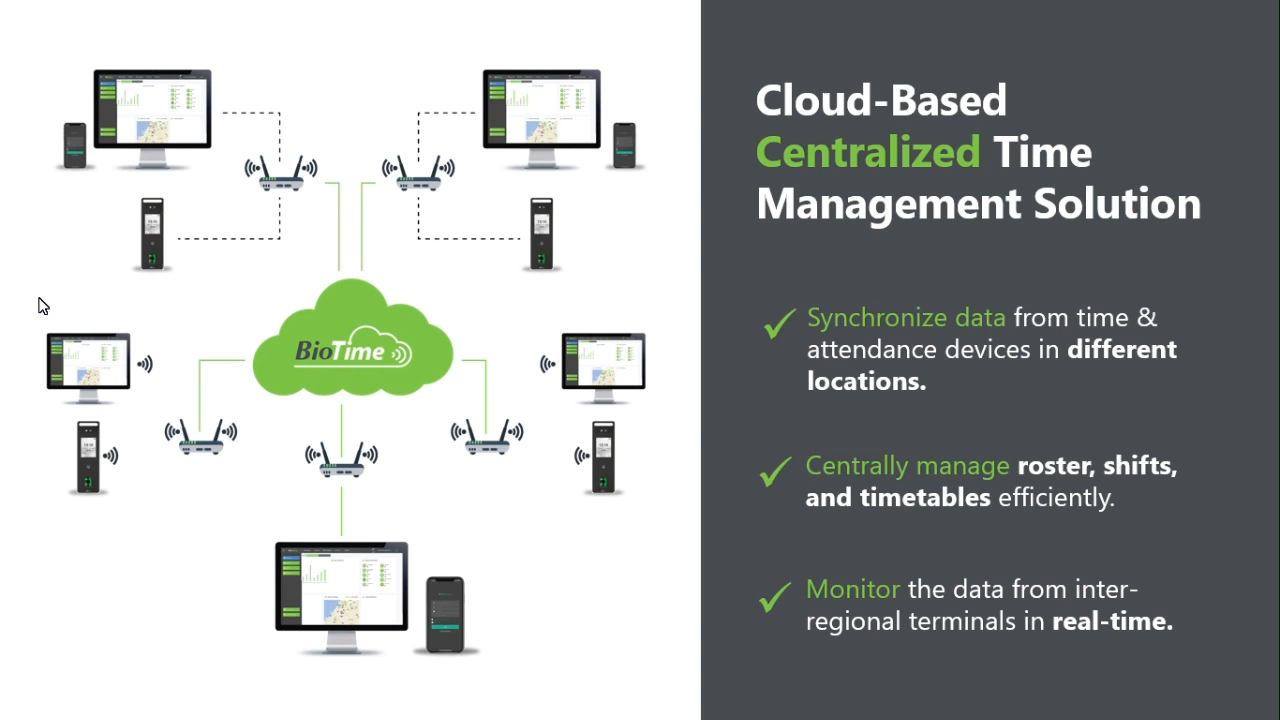 Cloud-Based
Centralized Time
Management Solution
BioTime
Synchronize data from time &
attendance devices in different
locations.
Centrally manage roster, shifts,
and timetables efficiently.
Monitor the data from inter-
regional terminals in real-time.